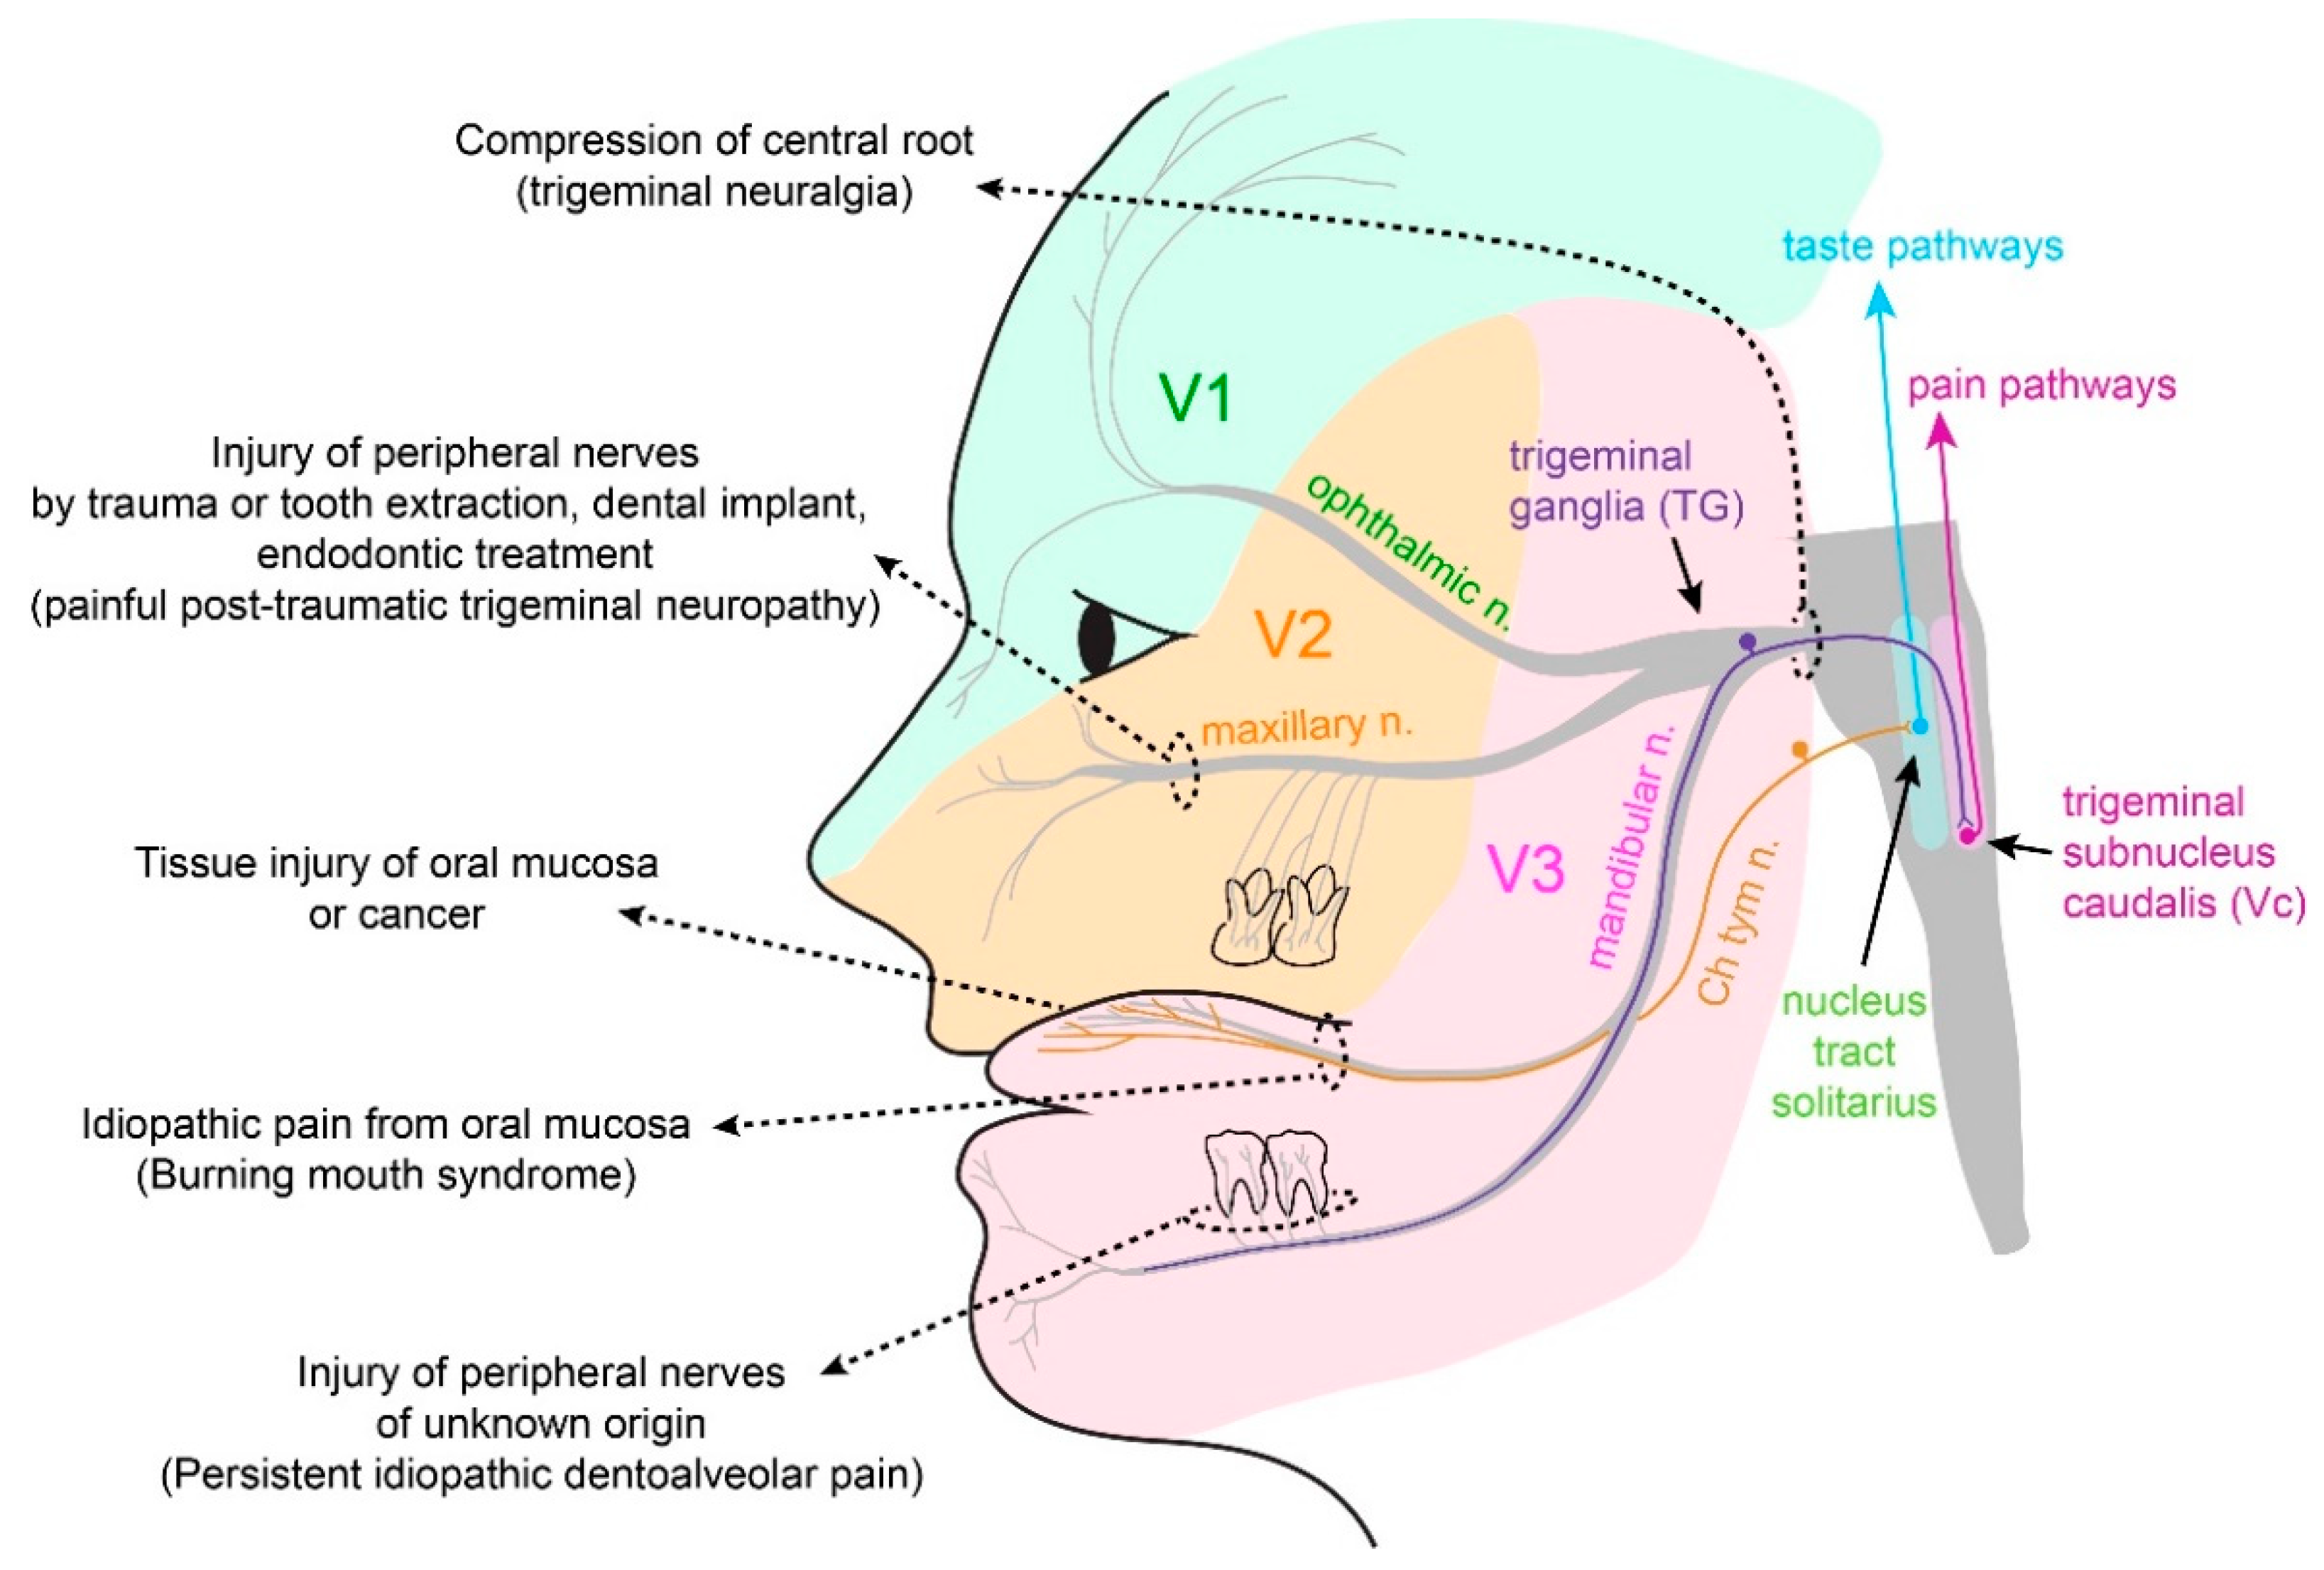 Compression of central root
(trigeminal neuralgia)
Injury of peripheral nerves
by trauma or tooth extraction, dental implant,
endodontic treatment
(painful post-traumatic trigeminal neuropathy)
Tissue injury of oral mucosa
or cancer
Idiopathic pain from oral mucosa
(Burning mouth syndrome)
Injury of peripheral nerves
of unknown origin
(Persistent idiopathic dentoalveolar pain)
V1
ophthalmic n.
V2
maxillary n.
V3
mandibular n.
Ch tym n.
trigeminal
ganglia (TG)
taste pathways
pain pathways
trigeminal
subnucleus
caudalis (Vc)
nucleus
tract
solitarius